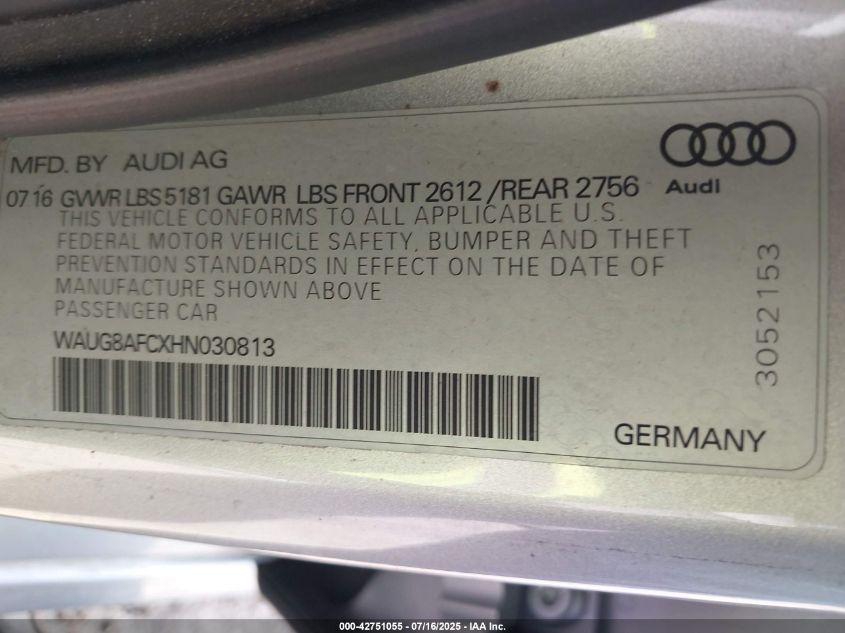 MFD. BY AUDI AG
Audi
07 16 GVWR LBS 5181 GAWR LBS FRONT 2612 /REAR 2756
THIS VEHICLE CONFORMS TO ALL APPLICABLE U.S.
FEDERAL MOTOR VEHICLE SAFETY, BUMPER AND THEFT
PREVENTION STANDARDS IN EFFECT ON THE DATE OF
MANUFACTURE SHOWN ABOVE
PASSENGER CAR
WAUG8AFCXHN030813
3052153
GERMANY
000-42751055 - 07/16/2025 - IAA Inc.